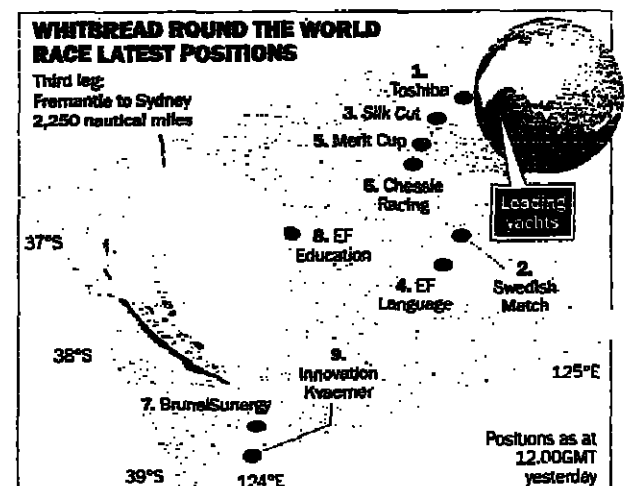 WHITBREAD ROUND THE WORLD
RACE LATEST POSITIONS
Third leg:
Fremantle to Sydney
2,250 nautical miles
1.
Toshiba
3. Silk Cut
5. Merit Cup
6. Chessie
Racing
Leading
yachts
37°S
8. EF
Education
2.
Swedish
Match
4. EF
Language
38°S
9.
Innovation
Kvaerner
125°E
7. BrunelSunergy
Positions as at
12.00GMT
yesterday
39°S
124°E